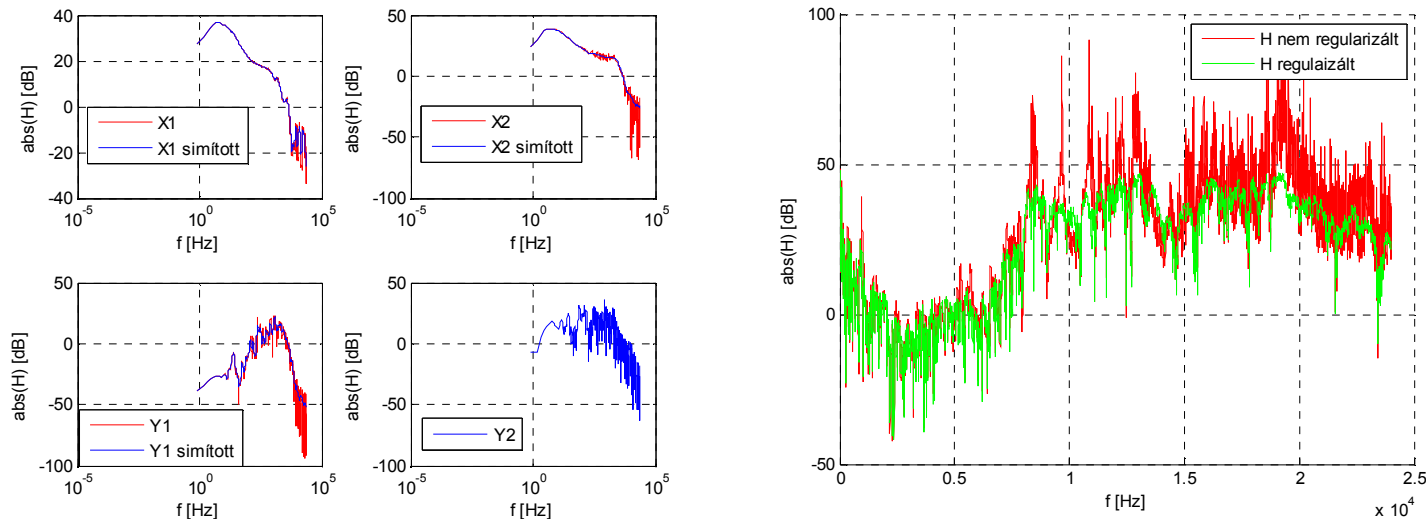 abs(H) [dB]
40
20
0
-20
-40
X1
X1 simított
10^-5
10^0
10^5
f [Hz]
abs(H) [dB]
50
0
-50
-100
X2
X2 simított
10^-5
10^0
10^5
f [Hz]
abs(H) [dB]
50
0
-50
-100
Y1
Y1 simított
10^-5
10^0
10^5
f [Hz]
abs(H) [dB]
50
0
-50
-100
Y2
10^-5
10^0
10^5
f [Hz]
abs(H) [dB]
100
50
0
-50
H nem regularizált
H regulaizált
0
0.5
1
1.5
2
2.5
f [Hz]
x 10^4